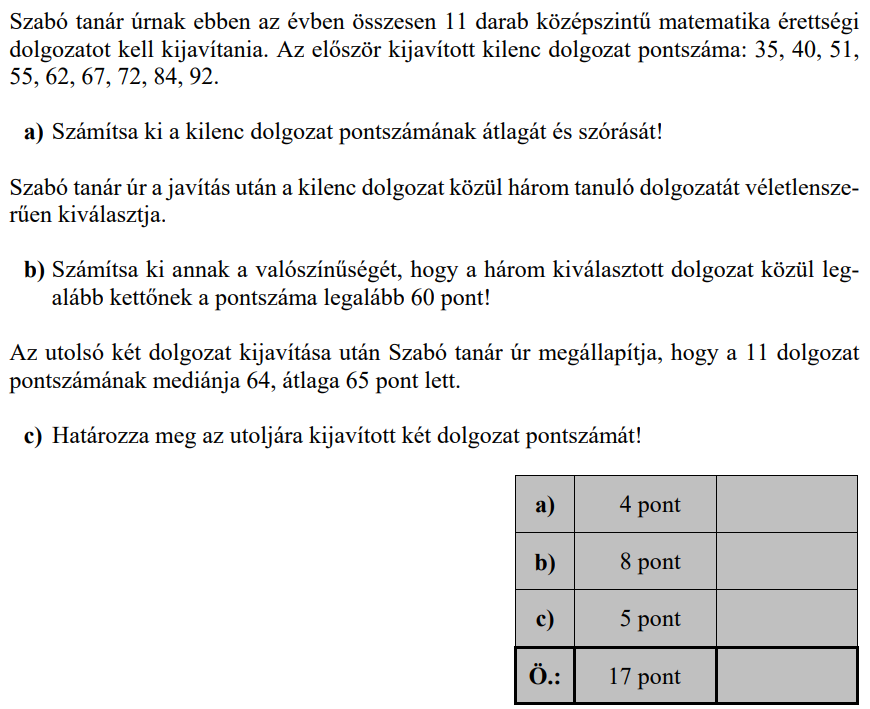 Szabó tanár úrnak ebben az évben összesen 11 darab középszintű matematika érettségi
dolgozatot kell kijavítania. Az először kijavított kilenc dolgozat pontszáma: 35, 40, 51,
55, 62, 67, 72, 84, 92.
a) Számítsa ki a kilenc dolgozat pontszámának átlagát és szórását!
Szabó tanár úr a javítás után a kilenc dolgozat közül három tanuló dolgozatát véletlensze-
rűen kiválasztja.
b) Számítsa ki annak a valószínűségét, hogy a három kiválasztott dolgozat közül leg-
alább kettőnek a pontszáma legalább 60 pont!
Az utolsó két dolgozat kijavítása után Szabó tanár úr megállapítja, hogy a 11 dolgozat
pontszámának mediánja 64, átlaga 65 pont lett.
c) Határozza meg az utoljára kijavított két dolgozat pontszámát!
a) 4 pont
b) 8 pont
c) 5 pont
Ö.: 17 pont